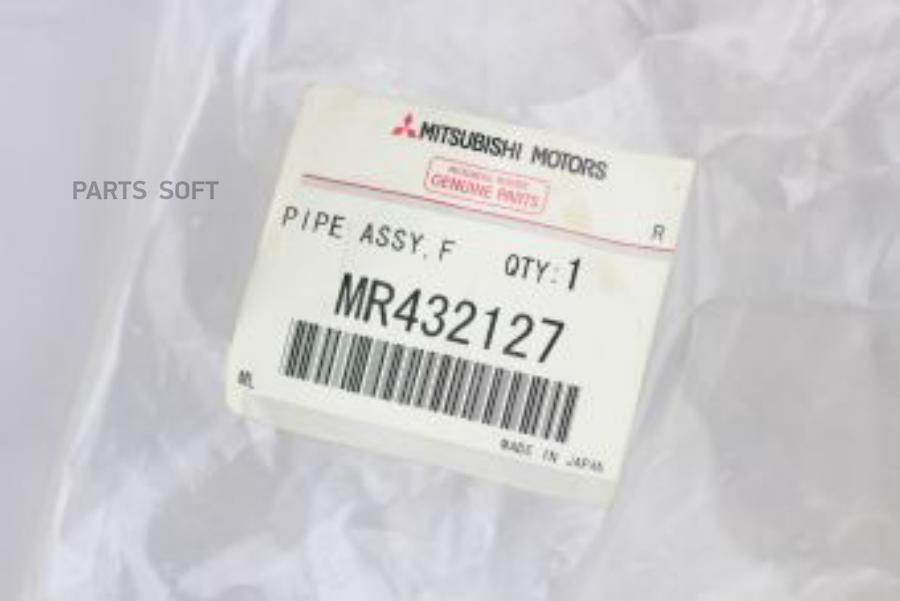 MITSUBISHI MOTORS
GENUINE PARTS
PARTS SOFT
R
PIPE ASSY, F QTY:1
MR432127
ML
MADE IN JAPAN